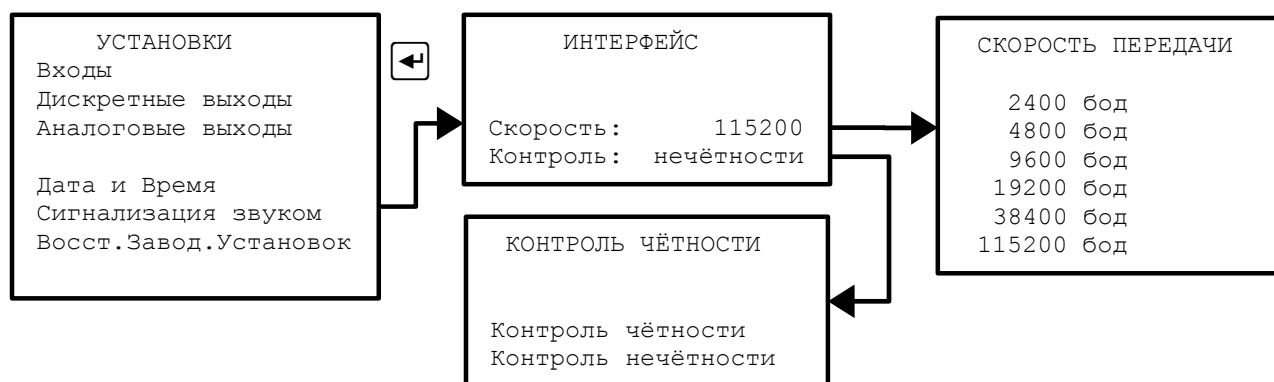 УСТАНОВКИ
Входы
Дискретные выходы
Аналоговые выходы
Дата и Время
Сигнализация звуком
Восст.Завод.Установок
ИНТЕРФЕЙС
Скорость: 115200
Контроль: нечётности
КОНТРОЛЬ ЧЁТНОСТИ
Контроль чётности
Контроль нечётности
СКОРОСТЬ ПЕРЕДАЧИ
2400 бод
4800 бод
9600 бод
19200 бод
38400 бод
115200 бод